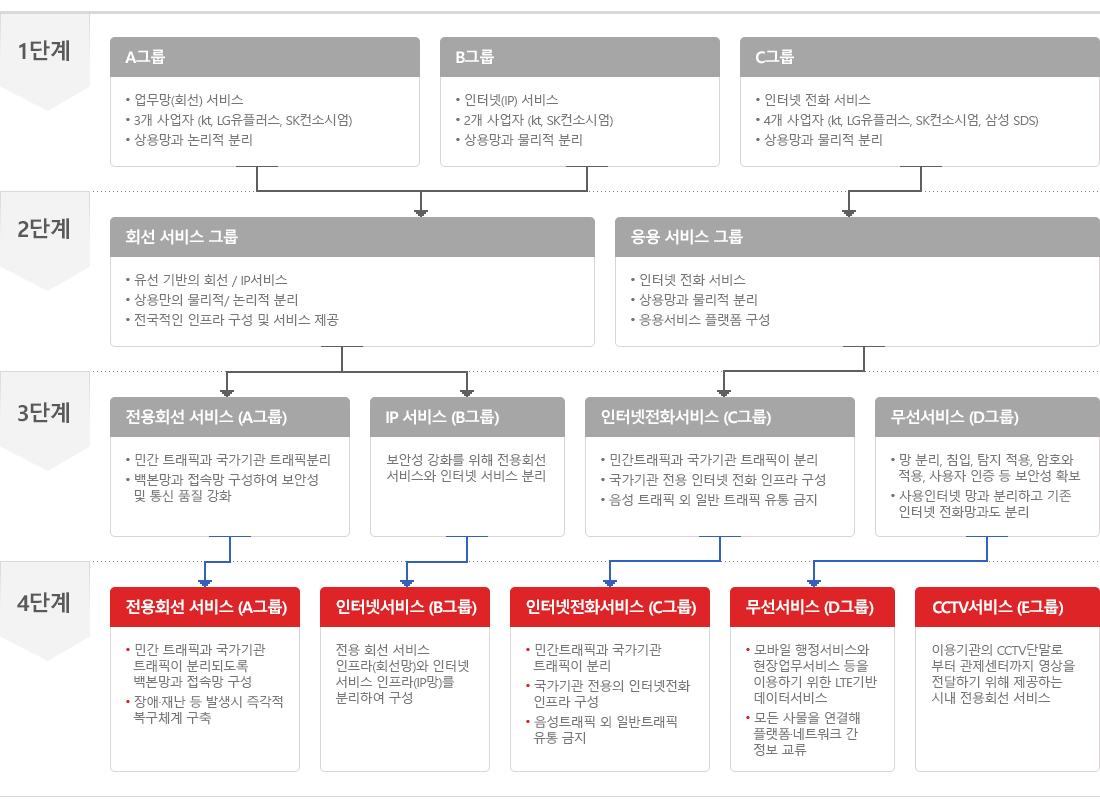 1단계
A그룹
• 업무망(회선) 서비스
• 3개 사업자 (kt, LG유플러스, SK컨소시엄)
• 상용망과 논리적 분리
B그룹
• 인터넷(IP) 서비스
• 2개 사업자 (kt, SK컨소시엄)
• 상용망과 물리적 분리
C그룹
• 인터넷 전화 서비스
• 4개 사업자 (kt, LG유플러스, SK컨소시엄, 삼성 SDS)
• 상용망과 물리적 분리
2단계
회선 서비스 그룹
• 유선 기반의 회선 / IP서비스
• 상용만의 물리적/ 논리적 분리
• 전국적인 인프라 구성 및 서비스 제공
응용 서비스 그룹
• 인터넷 전화 서비스
• 상용망과 물리적 분리
• 응용서비스 플랫폼 구성
3단계
전용회선 서비스 (A그룹)
• 민간 트래픽과 국가기관 트래픽분리
• 백본망과 접속망 구성하여 보안성
및 통신 품질 강화
IP 서비스 (B그룹)
보안성 강화를 위해 전용회선
서비스와 인터넷 서비스 분리
인터넷전화서비스 (C그룹)
• 민간트래픽과 국가기관 트래픽이 분리
• 국가기관 전용 인터넷 전화 인프라 구성
• 음성 트래픽 외 일반 트래픽 유통 금지
무선서비스 (D그룹)
• 망 분리, 침입, 탐지 적용, 암호와
적용, 사용자 인증 등 보안성 확보
• 사용인터넷 망과 분리하고 기존
인터넷 전화망과도 분리
4단계
전용회선 서비스 (A그룹)
• 민간 트래픽과 국가기관
트래픽이 분리되도록
백본망과 접속망 구성
• 장애·재난 등 발생시 즉각적
복구체계 구축
인터넷서비스 (B그룹)
전용 회선 서비스
인프라(회선망)와 인터넷
서비스 인프라(IP망)를
분리하여 구성
인터넷전화서비스 (C그룹)
• 민간트래픽과 국가기관
트래픽이 분리
• 국가기관 전용의 인터넷전화
인프라 구성
• 음성트래픽 외 일반트래픽
유통 금지
무선서비스 (D그룹)
• 모바일 행정서비스와
현장업무서비스 등을
이용하기 위한 LTE기반
데이터서비스
• 모든 사물을 연결해
플랫폼·네트워크 간
정보 교류
CCTV서비스 (E그룹)
이용기관의 CCTV단말로
부터 관제센터까지 영상을
전달하기 위해 제공하는
시내 전용회선 서비스